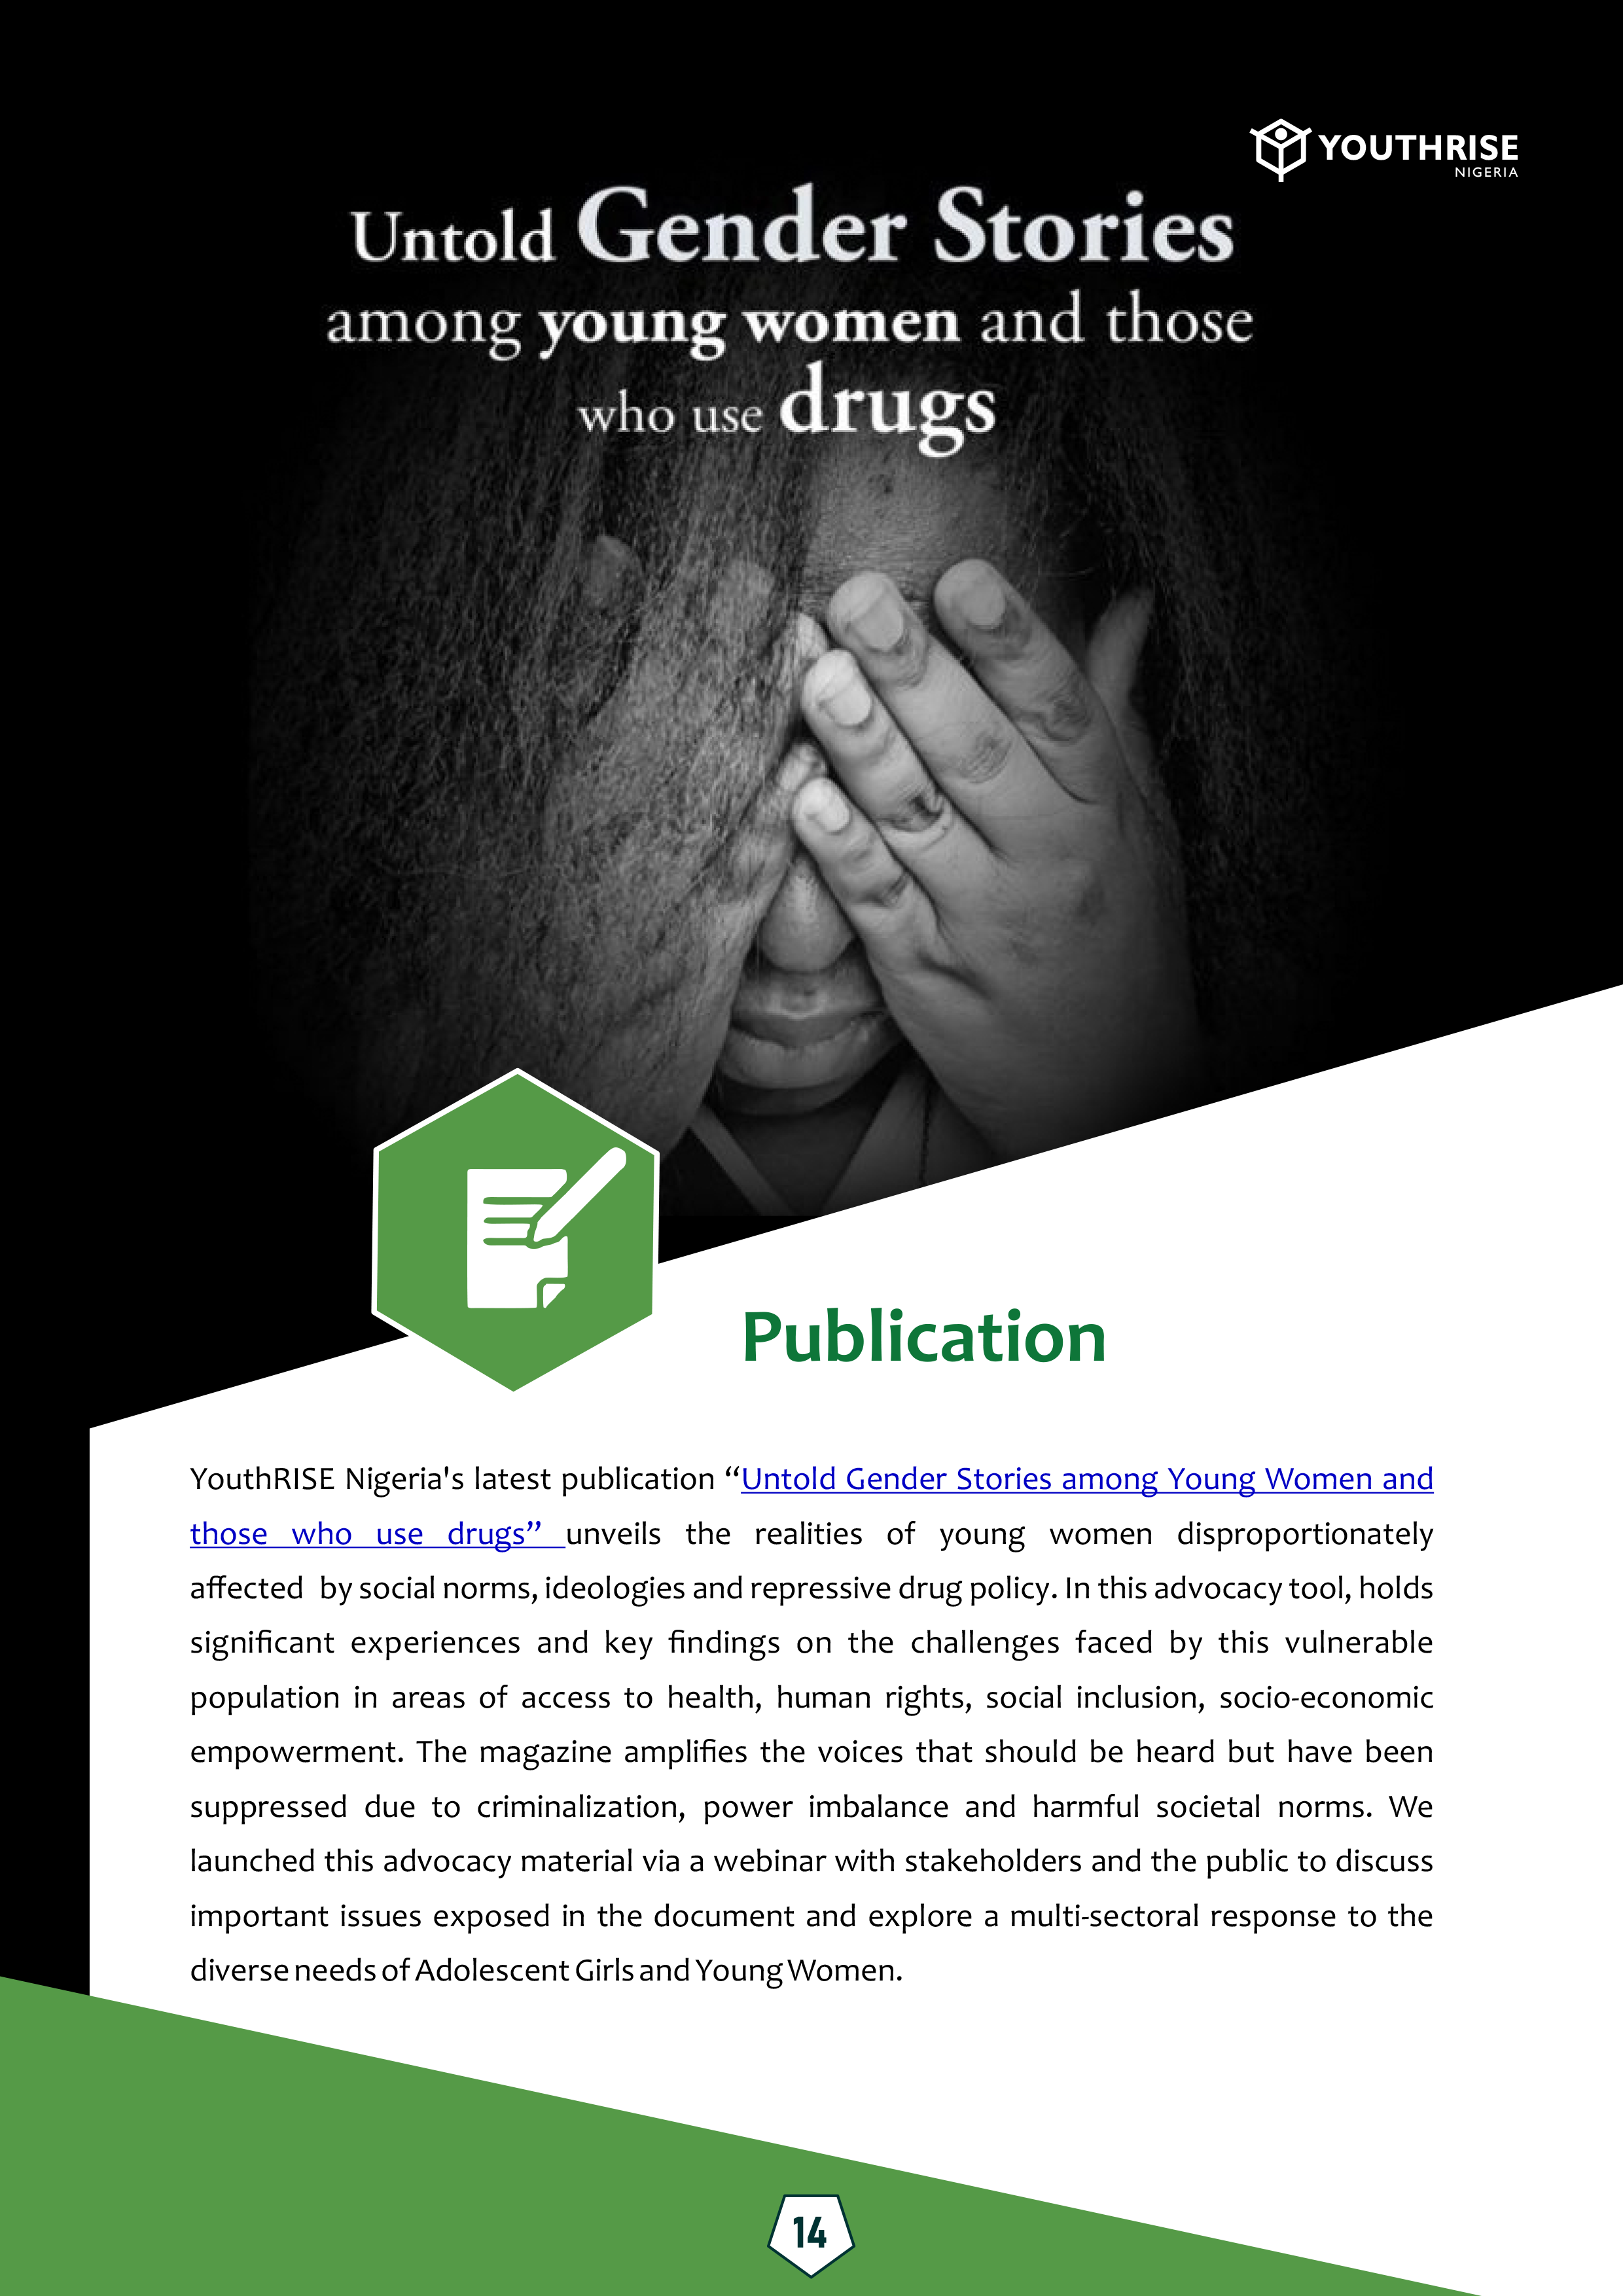 YOUTHRISE
NIGERIA
Untold Gender Stories
among young women and those
who use drugs
Publication
YouthRISE Nigeria's latest publication “Untold Gender Stories among Young Women and
those who use drugs” unveils the realities of young women disproportionately
affected by social norms, ideologies and repressive drug policy. In this advocacy tool, holds
significant experiences and key findings on the challenges faced by this vulnerable
population in areas of access to health, human rights, social inclusion, socio-economic
empowerment. The magazine amplifies the voices that should be heard but have been
suppressed due to criminalization, power imbalance and harmful societal norms. We
launched this advocacy material via a webinar with stakeholders and the public to discuss
important issues exposed in the document and explore a multi-sectoral response to the
diverse needs of Adolescent Girls and Young Women.
14